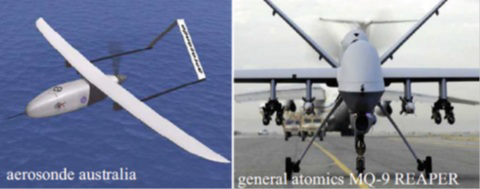 aerosonde australia
general atomics MQ-9 REAPER